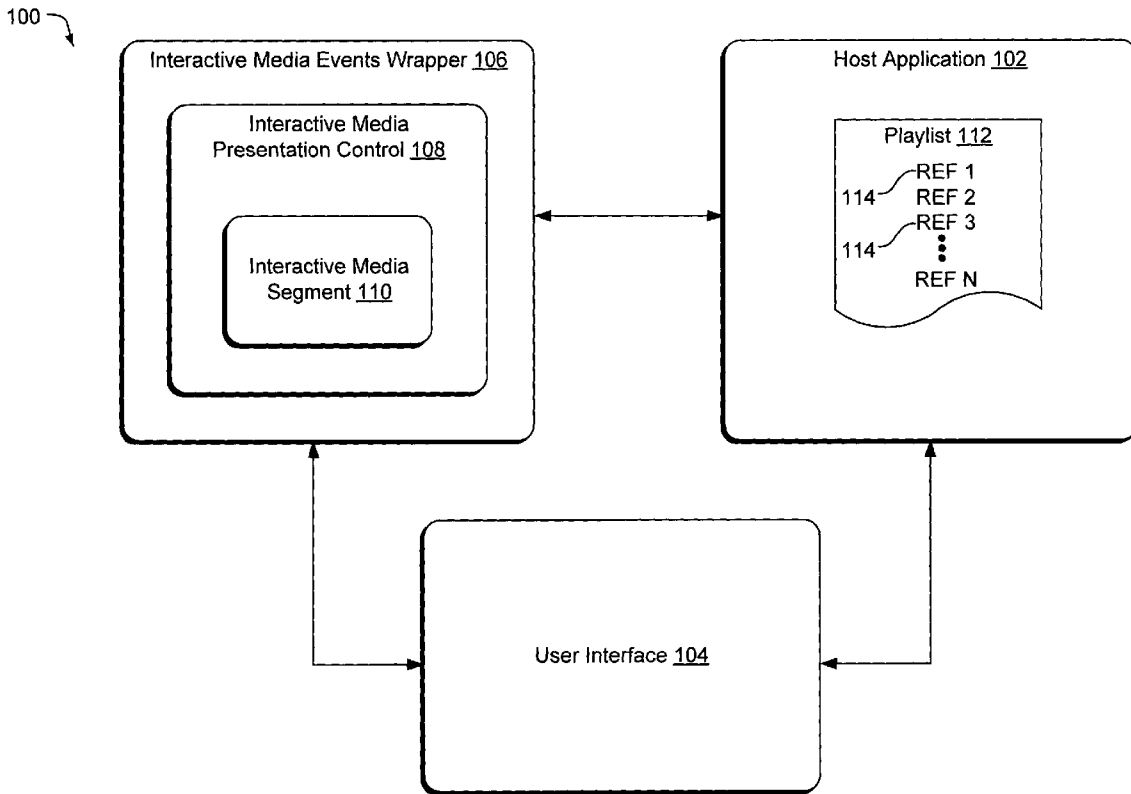 100
Interactive Media Events Wrapper 106
Interactive Media
Presentation Control 108
Interactive Media
Segment 110
Host Application 102
Playlist 112
REF 1
114
REF 2
REF 3
114
REF N
User Interface 104